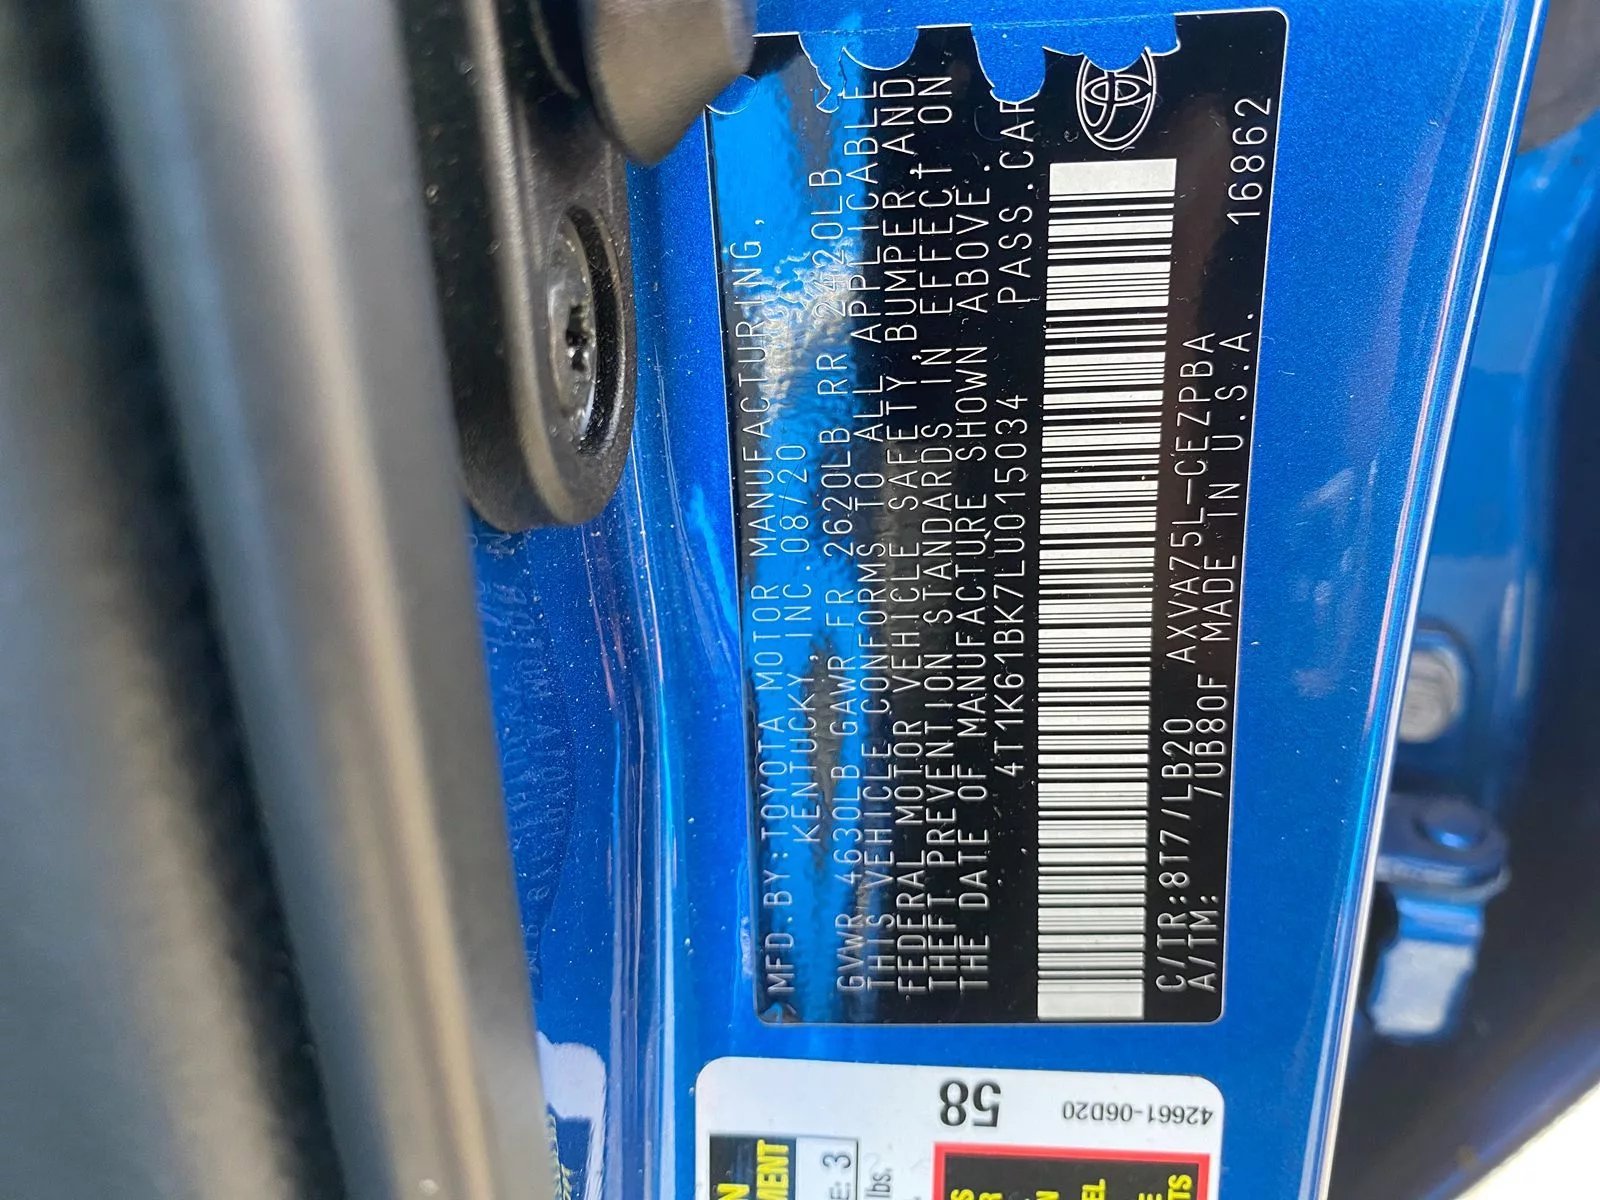 MFD.BY:TOYOTA MOTOR MANUFACTURING,
KENTUCKY, INC. 08/20
GVWR 4630LB GAWR FR 2620LB RR 2420LB
THIS VEHICLE CONFORMS TO ALL APPLICABLE
FEDERAL MOTOR VEHICLE SAFETY,BUMPER,AND
THEFT PREVENTION STANDARDS IN EFFECT ON
THE DATE OF MANUFACTURE SHOWN ABOVE.
4T1K61BK7LU015034 PASS.CAR
C/TR:8T7/LB20 AXVA75L-CEZPBA 16862
A/TM: /UB80F MADE IN U.S.A.
58
42661-06D20